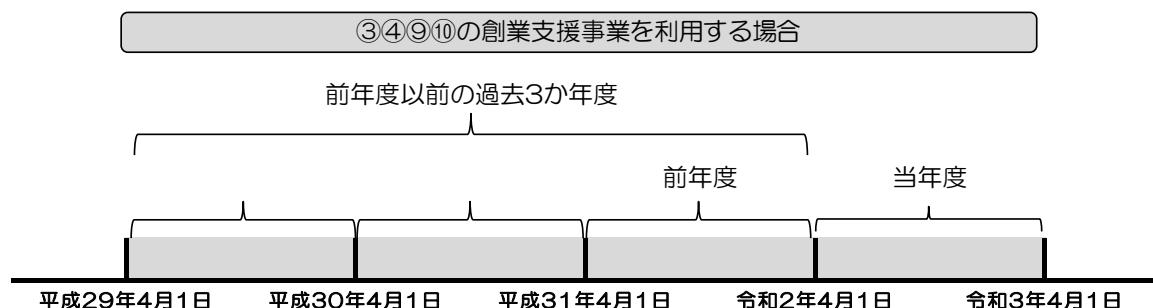 ③④⑨⑩の創業支援事業を利用する場合
前年度以前の過去3か年度
前年度 当年度
平成29年4月1日 平成30年4月1日 平成31年4月1日 令和2年4月1日 令和3年4月1日